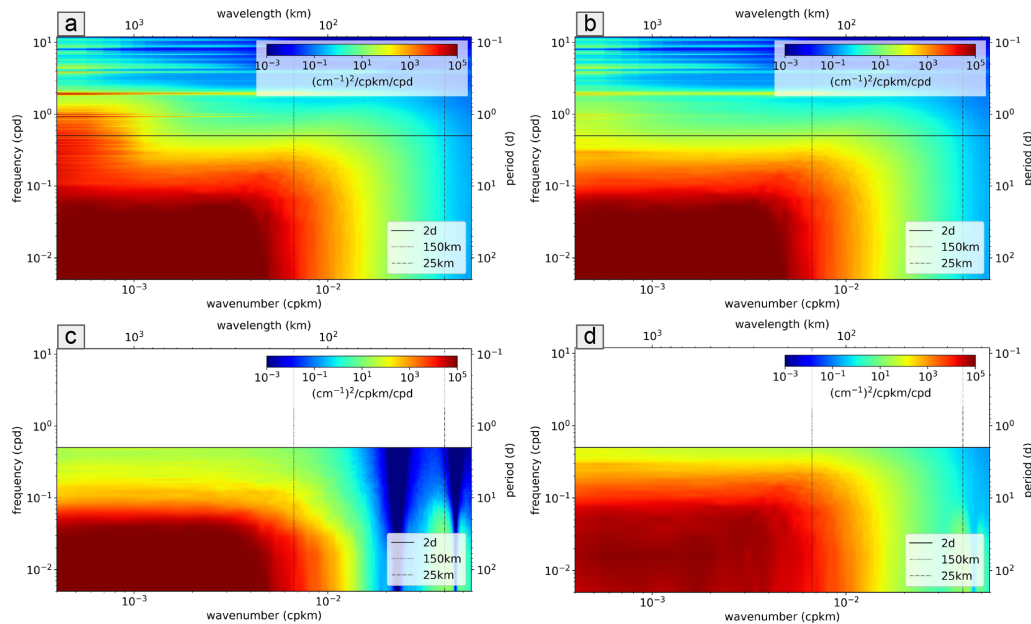 a
wavelength (km)
10³ 10²
10¹ 10⁰ 10⁻¹ 10⁻²
frequency (cpd)
10⁻³ 10⁻¹ 10¹ 10³ 10⁵
(cm⁻¹)²/cpkm/cpd
2d
150km
25km
10⁻¹ 10⁰ 10¹ 10²
period (d)
10⁻³ 10⁻²
wavenumber (cpkm)
b
wavelength (km)
10³ 10²
10¹ 10⁰ 10⁻¹ 10⁻²
frequency (cpd)
10⁻³ 10⁻¹ 10¹ 10³ 10⁵
(cm⁻¹)²/cpkm/cpd
2d
150km
25km
10⁻¹ 10⁰ 10¹ 10²
period (d)
10⁻³ 10⁻²
wavenumber (cpkm)
c
wavelength (km)
10³ 10²
10¹ 10⁰ 10⁻¹ 10⁻²
frequency (cpd)
10⁻³ 10⁻¹ 10¹ 10³ 10⁵
(cm⁻¹)²/cpkm/cpd
2d
150km
25km
10⁻¹ 10⁰ 10¹ 10²
period (d)
10⁻³ 10⁻²
wavenumber (cpkm)
d
wavelength (km)
10³ 10²
10¹ 10⁰ 10⁻¹ 10⁻²
frequency (cpd)
10⁻³ 10⁻¹ 10¹ 10³ 10⁵
(cm⁻¹)²/cpkm/cpd
2d
150km
25km
10⁻¹ 10⁰ 10¹ 10²
period (d)
10⁻³ 10⁻²
wavenumber (cpkm)